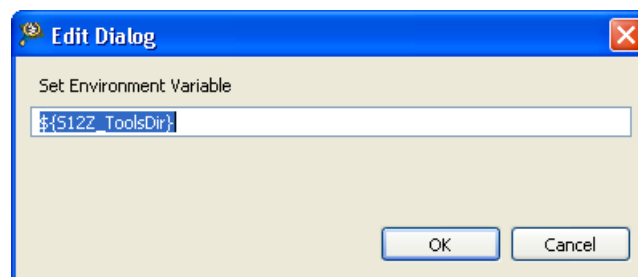 Edit Dialog
Set Environment Variable
${S12Z_ToolsDir}
OK
Cancel